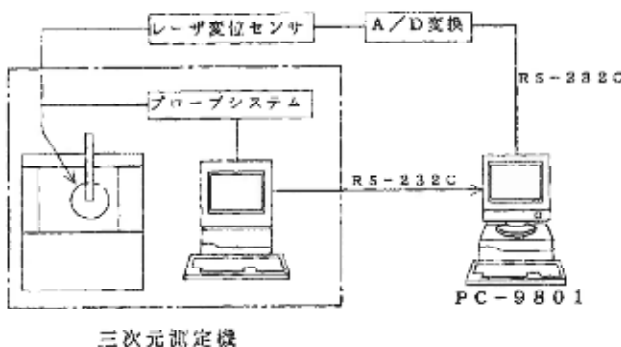 レーザ変位センサ
A/D変換
RS-232C
プローブシステム
RS-232C
PC-9801
三次元測定機